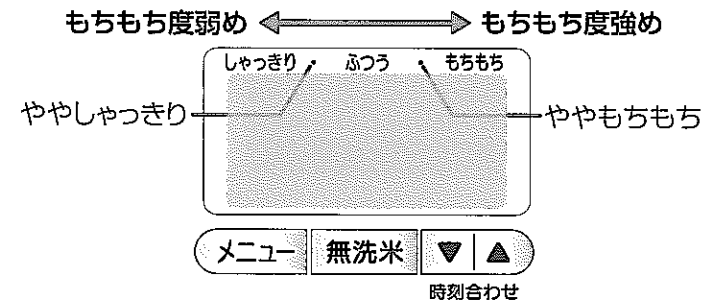 もちもち度弱め もちもち度強め
しゃっきり・ふつう・もちもち
ややしゃっきり ややもちもち
メニュー 無洗米 ▼ ▲
時刻合わせ